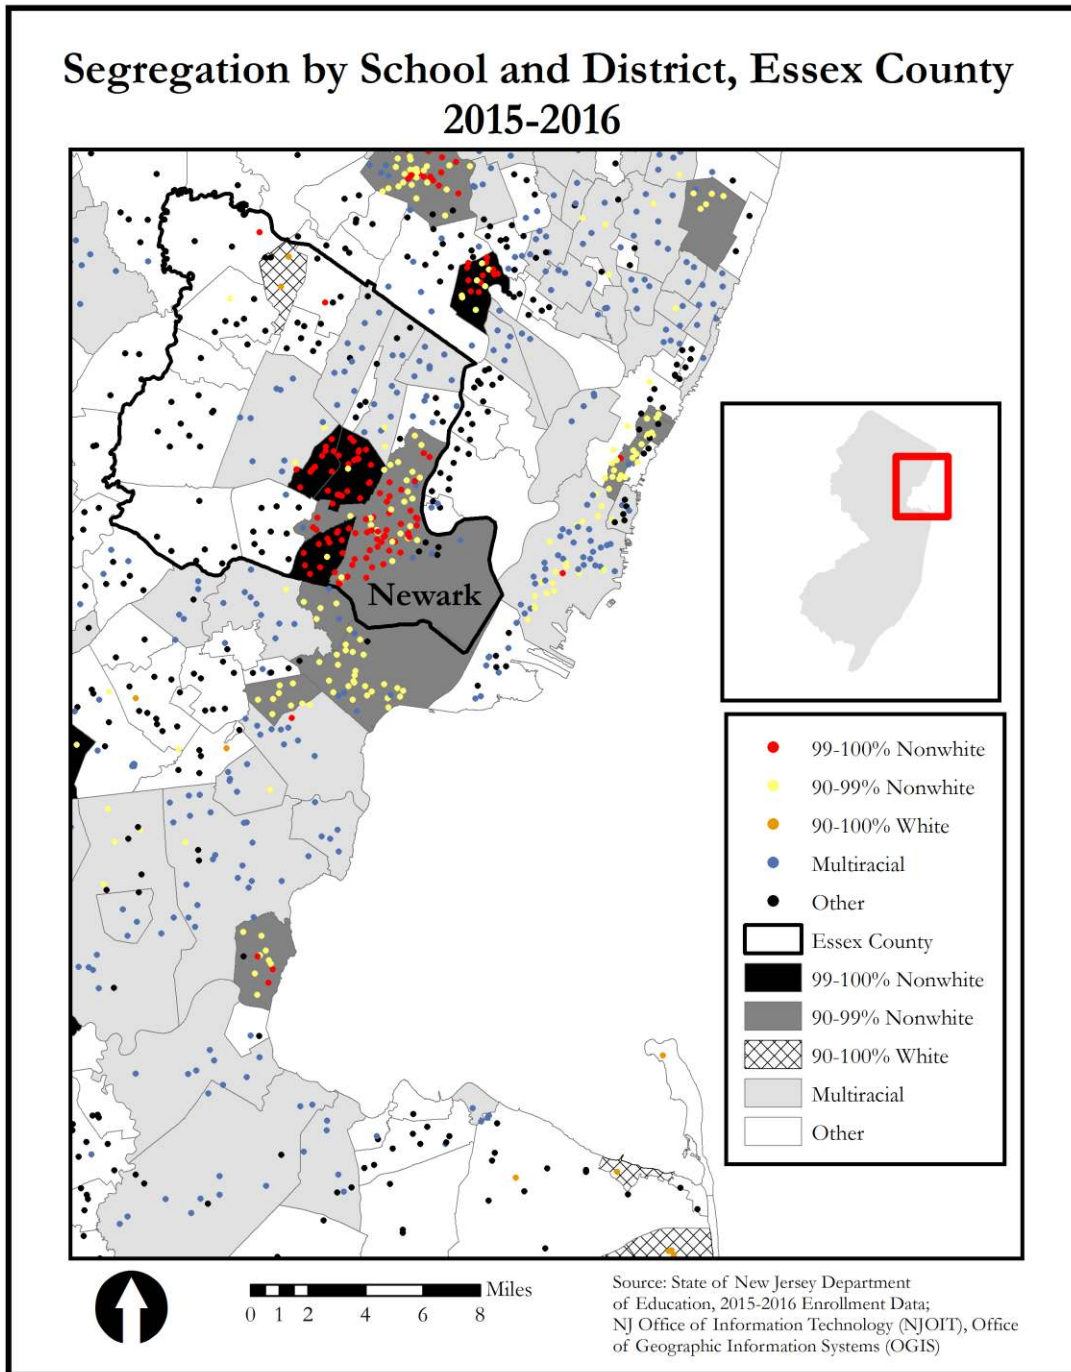 Segregation by School and District, Essex County
2015-2016
Newark
99-100% Nonwhite
90-99% Nonwhite
90-100% White
Multiracial
Other
Essex County
99-100% Nonwhite
90-99% Nonwhite
90-100% White
Multiracial
Other
Miles
0 1 2 4 6 8
Source: State of New Jersey Department
of Education, 2015-2016 Enrollment Data;
NJ Office of Information Technology (NJOIT), Office
of Geographic Information Systems (OGIS)